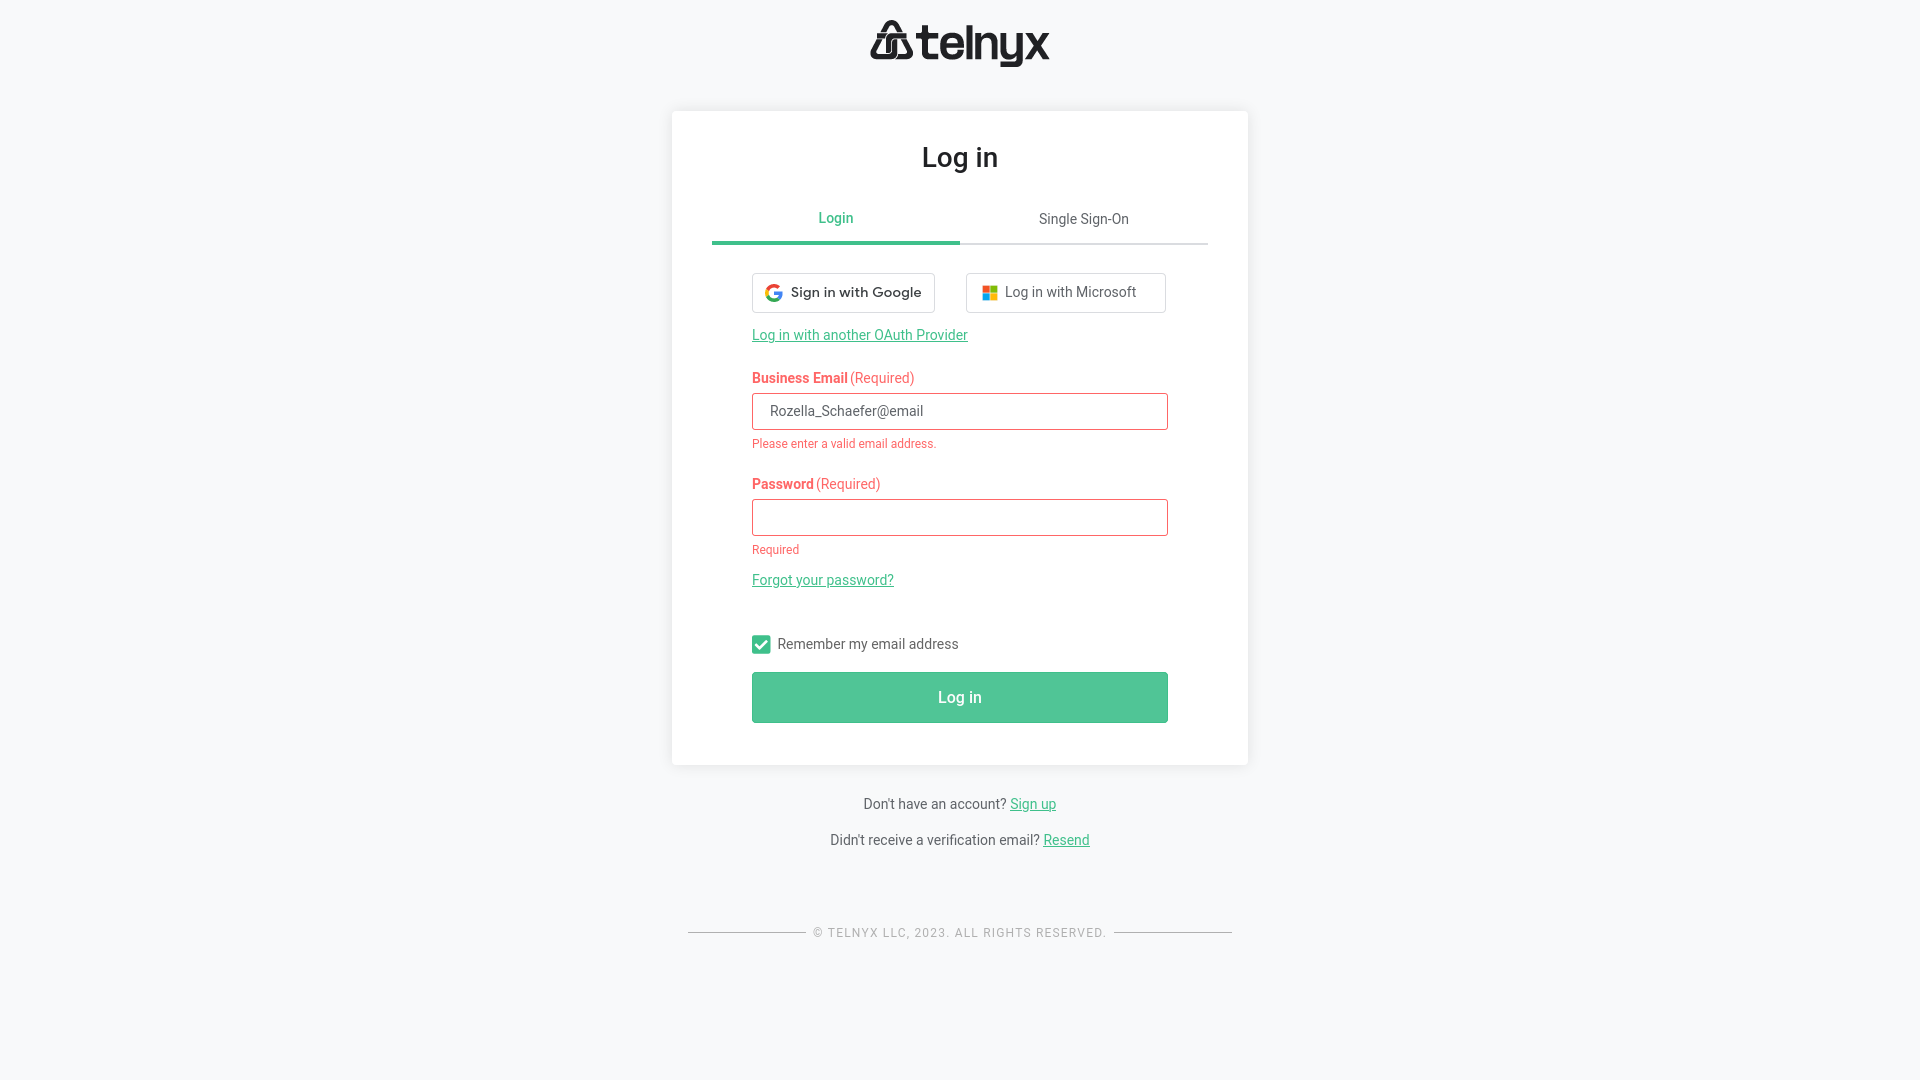 telnyx
Log in
Login
Single Sign-On
Sign in with Google
Log in with Microsoft
Log in with another OAuth Provider
Business Email (Required)
Rozella_Schaefer@email
Please enter a valid email address.
Password (Required)
Required
Forgot your password?
Remember my email address
Log in
Don't have an account? Sign up
Didn't receive a verification email? Resend
© TELNYX LLC, 2023. ALL RIGHTS RESERVED.